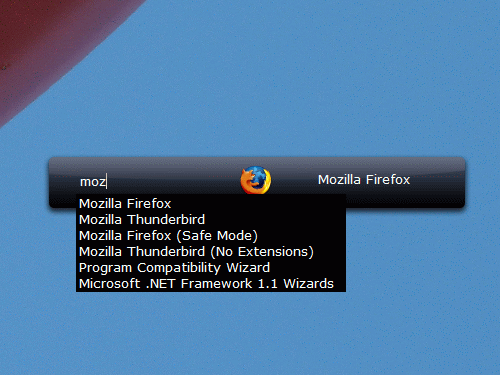 moz
Mozilla Firefox
Mozilla Firefox
Mozilla Thunderbird
Mozilla Firefox (Safe Mode)
Mozilla Thunderbird (No Extensions)
Program Compatibility Wizard
Microsoft .NET Framework 1.1 Wizards